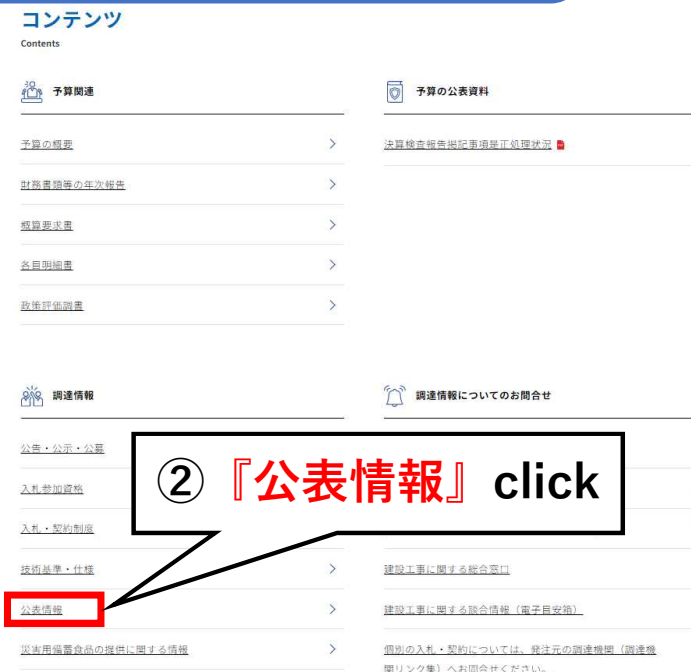 コンテンツ
Contents
予算関連
予算の概要
財務書類等の年次報告
概算要求書
各目明細書
政策評価調書
予算の公表資料
決算検査報告掲記事項是正処理状況
調達情報
公告・公示・公募
入札参加資格
入札・契約制度
技術基準・仕様
公表情報
災害用備蓄食品の提供に関する情報
②『公表情報』click
調達情報についてのお問合せ
建設工事に関する総合窓口
建設工事に関する談合情報（電子目安箱）
個別の入札・契約については、発注元の調達機関（調達機
関リンク集）へお問合せください。